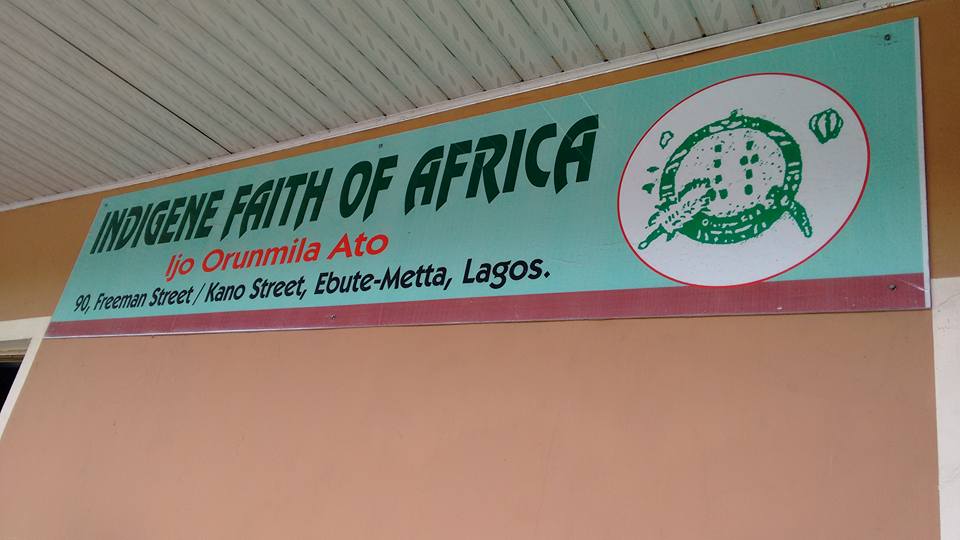 INDIGENE FAITH OF AFRICA
Ijo Orunmila Ato
90, Freeman Street / Kano Street, Ebute-Metta, Lagos.